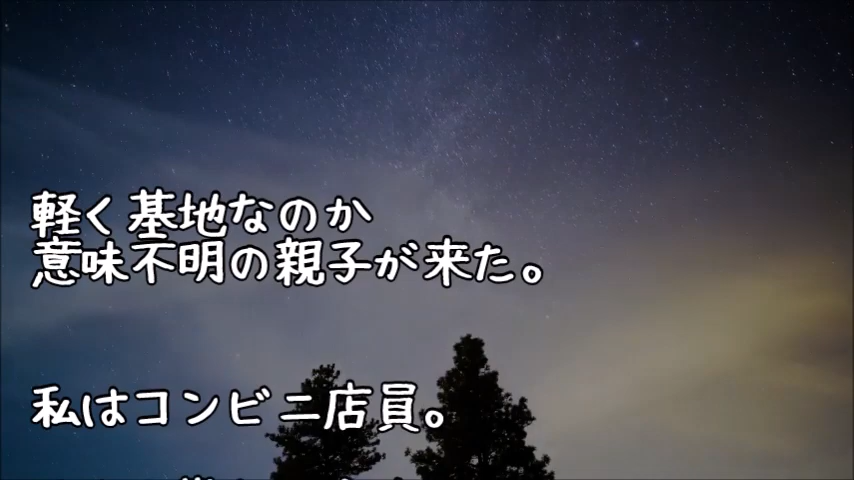 軽く基地なのか
意味不明の親子が来た。
私はコンビニ店員。